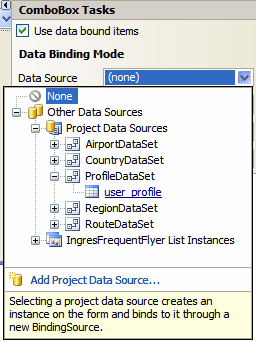 ComboBox Tasks
Use data bound items
Data Binding Mode
Data Source (none)
None
Other Data Sources
Project Data Sources
AirportDataSet
CountryDataSet
ProfileDataSet
user_profile
RegionDataSet
RouteDataSet
IngresFrequentFlyer List Instances
Add Project Data Source...
Selecting a project data source creates an
instance on the form and binds to it through a
new BindingSource.